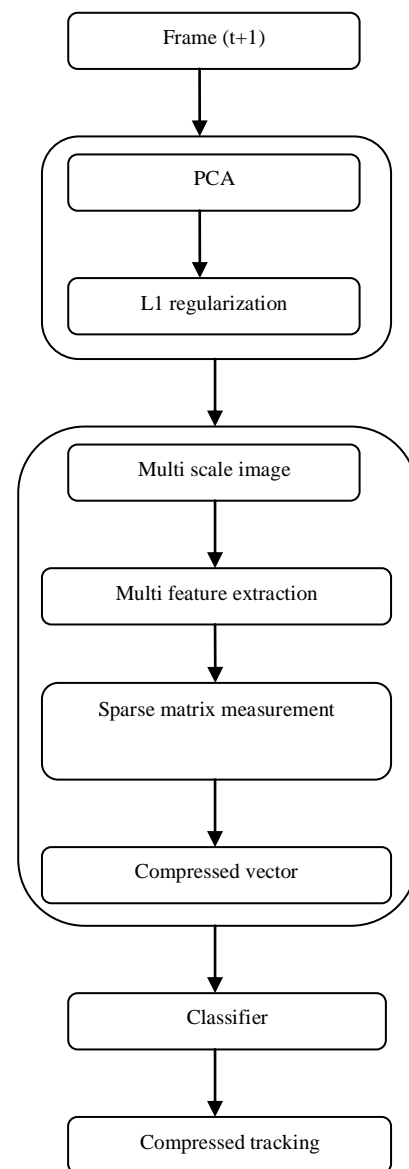 Frame (t+1)
PCA
L1 regularization
Multi scale image
Multi feature extraction
Sparse matrix measurement
Compressed vector
Classifier
Compressed tracking